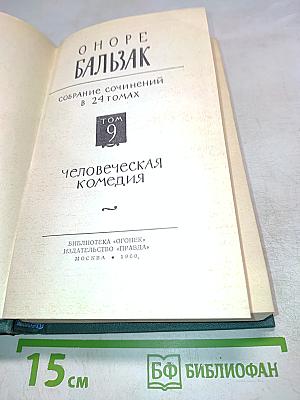 ОНОРЕ
БАЛЬЗАК
СОБРАНИЕ СОЧИНЕНИЙ
В 24 ТОМАХ
ТОМ
9
ЧЕЛОВЕЧЕСКАЯ
КОМЕДИЯ
БИБЛИОТЕКА «ОГОНЕК»
ИЗДАТЕЛЬСТВО «ПРАВДА»
МОСКВА • 1960
15 см
БФ БИБЛИОФАН